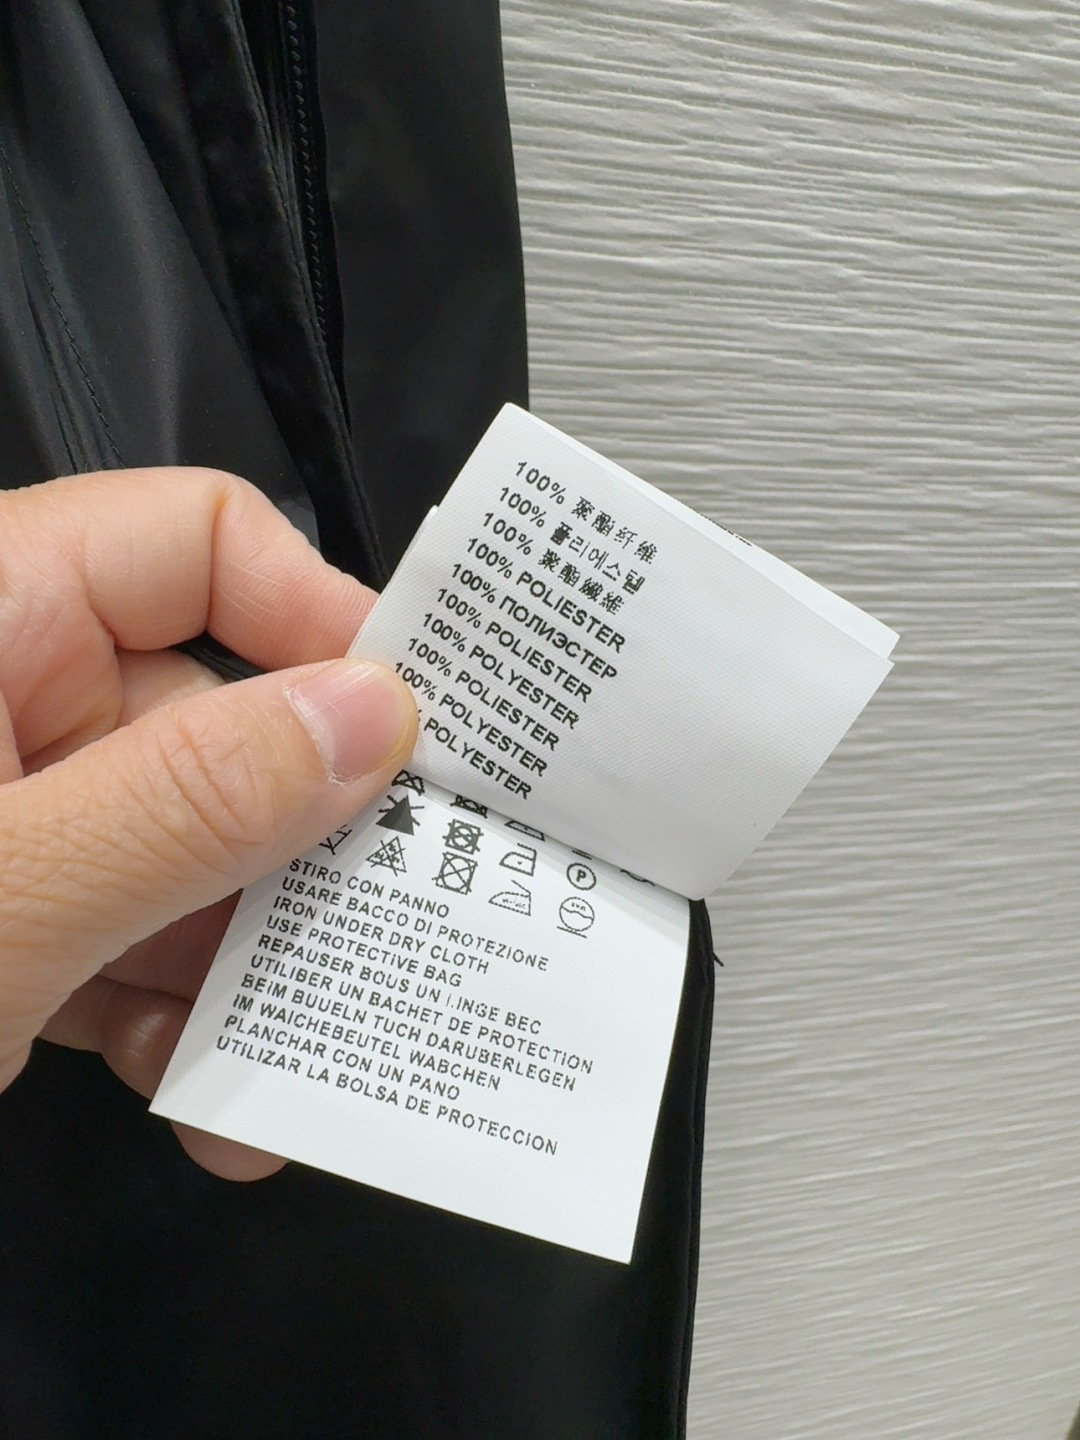 100% 聚酯纤维
100% 폴리에스텔
100% 聚酯纖維
100% POLIESTER
100% ПОЛИЭСТЕР
100% POLIESTER
100% POLYESTER
100% POLIESTER
100% POLYESTER
% POLYESTER
P
STIRO CON PANNO
USARE BACCO DI PROTEZIONE
IRON UNDER DRY CLOTH
USE PROTECTIVE BAG
REPAUSER BOUS UN LINGE BEC
UTILIBER UN BACHET DE PROTECTION
BEIM BUUELN TUCH DARUBERLEGEN
IM WAICHEBEUTEL WABCHEN
PLANCHAR CON UN PANO
UTILIZAR LA BOLSA DE PROTECCION